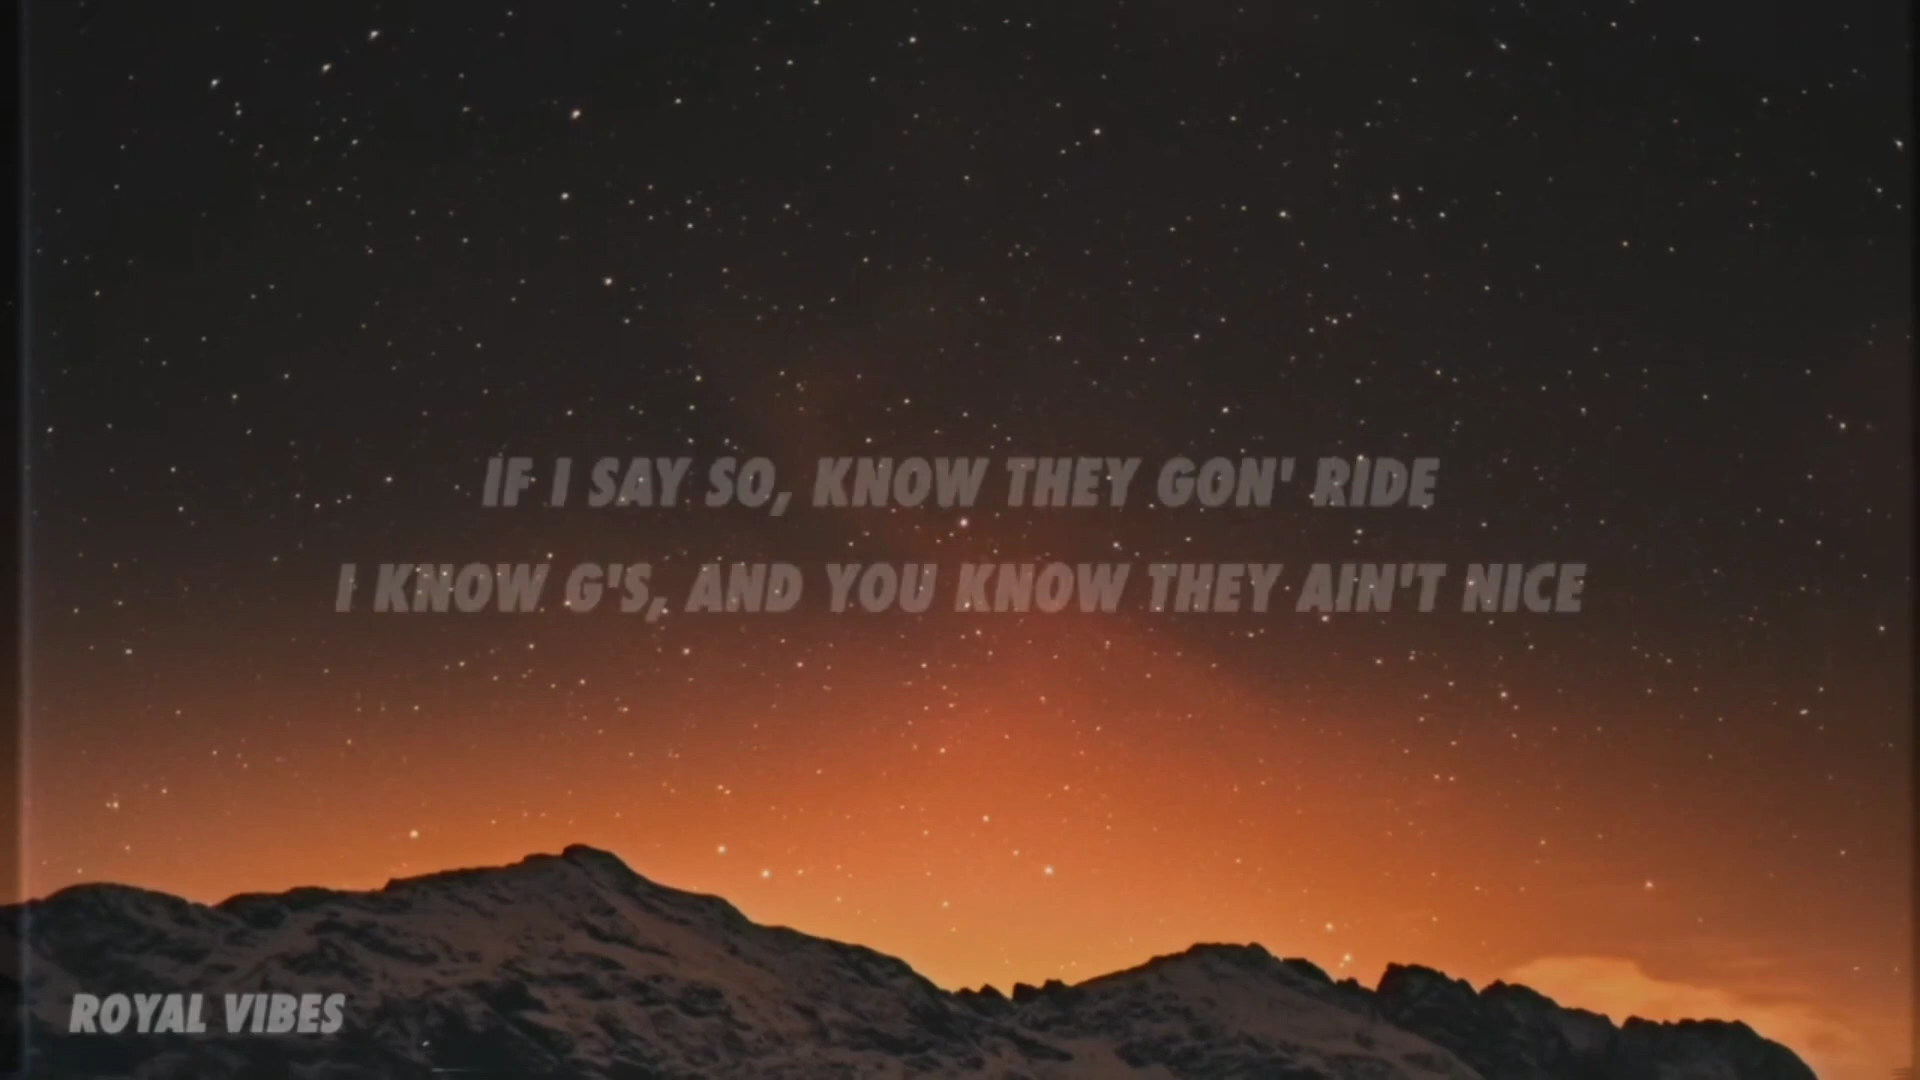 IF I SAY SO, KNOW THEY GON' RIDE
I KNOW G'S, AND YOU KNOW THEY AIN'T NICE
ROYAL VIBES